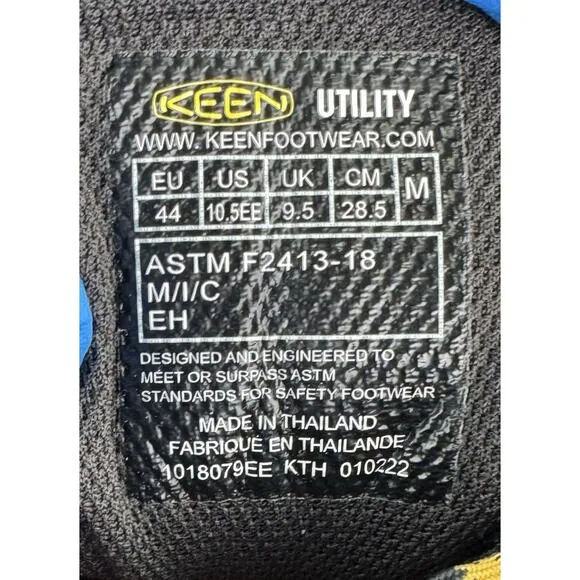 KEEN UTILITY
WWW.KEENFOOTWEAR.COM
EU US UK CM M
44 10.5EE 9.5 28.5
ASTM F2413-18
M/I/C
EH
DESIGNED AND ENGINEERED TO
MEET OR SURPASS ASTM
STANDARDS FOR SAFETY FOOTWEAR
MADE IN THAILAND
FABRIQUÉ EN THAILANDE
1018079EE KTH 010222